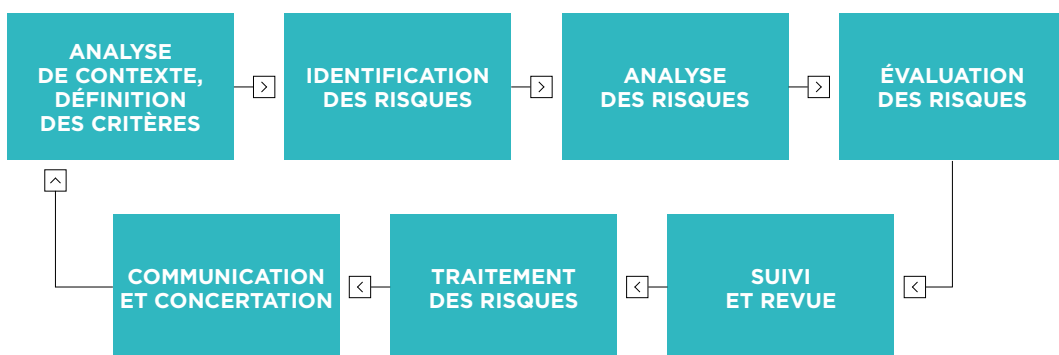 ANALYSE
DE CONTEXTE,
DÉFINITION
DES CRITÈRES
IDENTIFICATION
DES RISQUES
ANALYSE
DES RISQUES
ÉVALUATION
DES RISQUES
COMMUNICATION
ET CONCERTATION
TRAITEMENT
DES RISQUES
SUIVI
ET REVUE